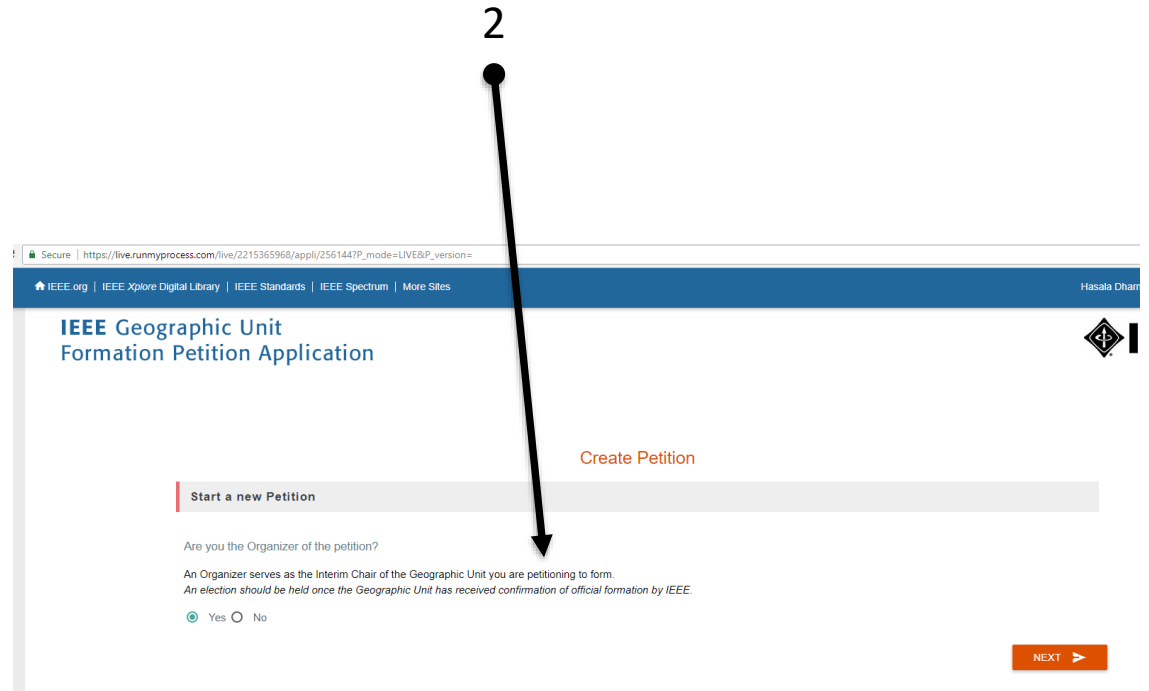 2
Secure | https://live.runmyprocess.com/live/2215365968/appli/256144?P_mode=LIVE&P_version=
IEEE.org | IEEE Xplore Digital Library | IEEE Standards | IEEE Spectrum | More Sites Hasala Dham
IEEE Geographic Unit
Formation Petition Application
Create Petition
Start a new Petition
Are you the Organizer of the petition?
An Organizer serves as the Interim Chair of the Geographic Unit you are petitioning to form.
An election should be held once the Geographic Unit has received confirmation of official formation by IEEE.
Yes No
NEXT